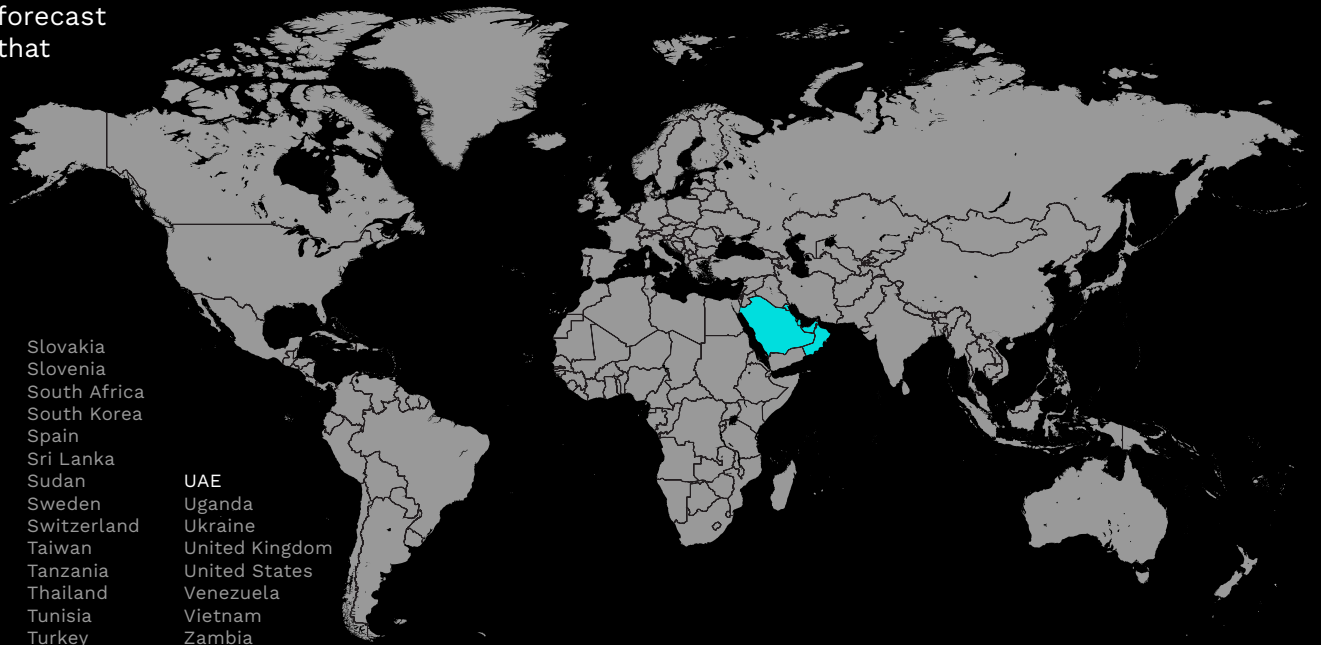 forecast
that
Slovakia
Slovenia
South Africa
South Korea
Spain
Sri Lanka
Sudan
Sweden
Switzerland
Taiwan
Tanzania
Thailand
Tunisia
Turkey
UAE
Uganda
Ukraine
United Kingdom
United States
Venezuela
Vietnam
Zambia